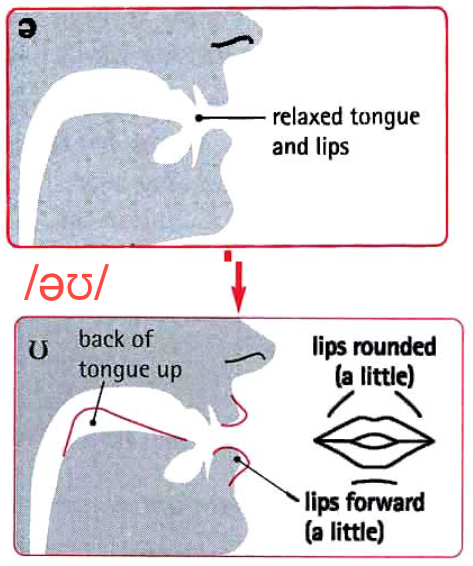 ə
relaxed tongue
and lips
/əʊ/
ʊ
back of
tongue up
lips rounded
(a little)
lips forward
(a little)